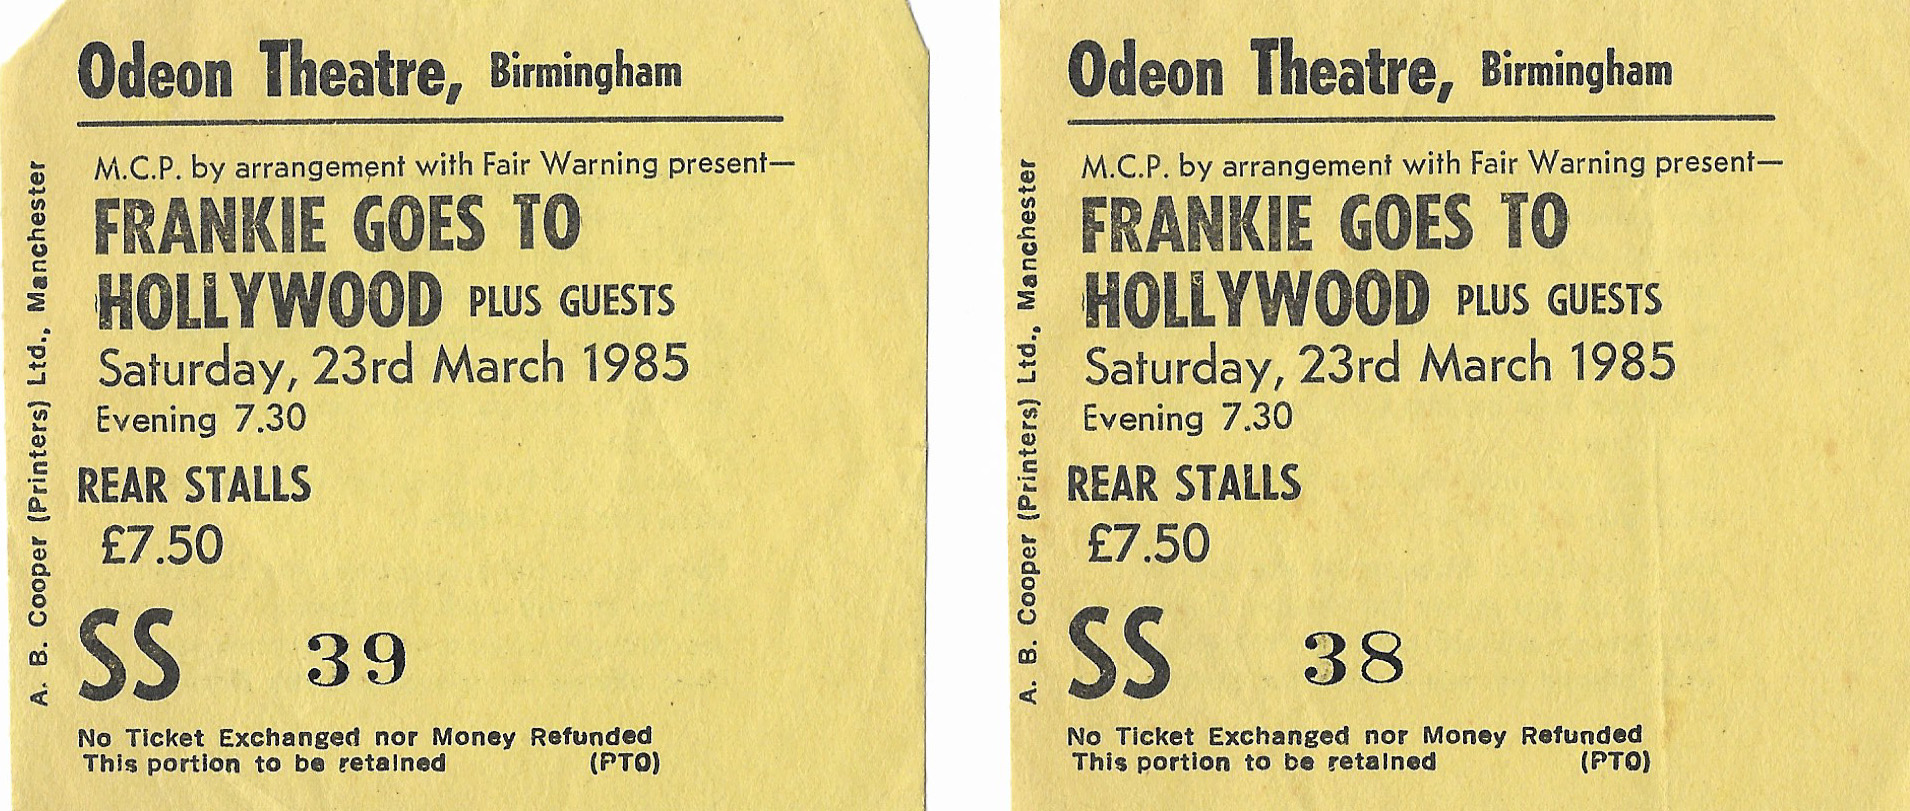 Odeon Theatre, Birmingham
M.C.P. by arrangement with Fair Warning present—
FRANKIE GOES TO
HOLLYWOOD PLUS GUESTS
Saturday, 23rd March 1985
Evening 7.30
REAR STALLS
£7.50
SS 39
No Ticket Exchanged nor Money Refunded
This portion to be retained (PTO)
A. B. Cooper (Printers) Ltd., Manchester
Odeon Theatre, Birmingham
M.C.P. by arrangement with Fair Warning present—
FRANKIE GOES TO
HOLLYWOOD PLUS GUESTS
Saturday, 23rd March 1985
Evening 7.30
REAR STALLS
£7.50
SS 38
No Ticket Exchanged nor Money Refunded
This portion to be retained (PTO)
A. B. Cooper (Printers) Ltd., Manchester